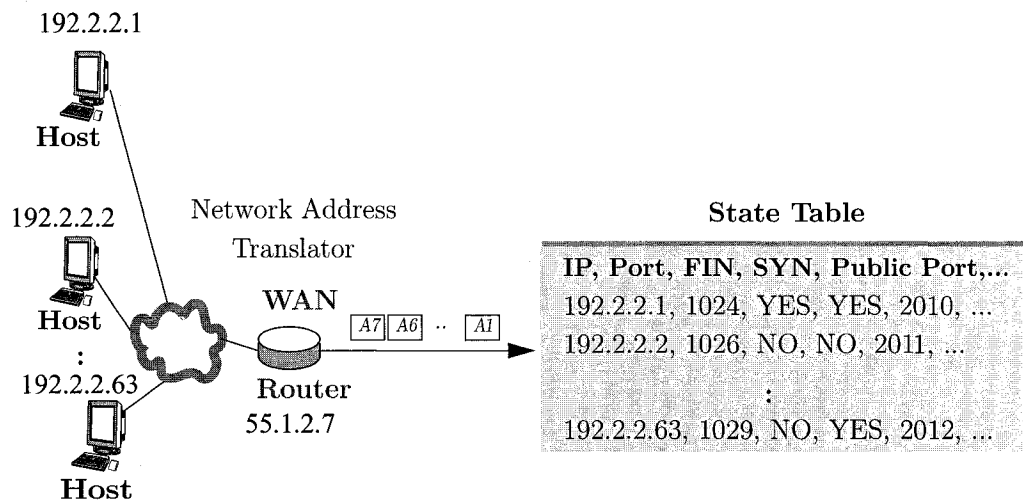 192.2.2.1
Host
192.2.2.2
Host
:
192.2.2.63
Host
Network Address
Translator
WAN
Router
55.1.2.7
A7 A6 .. A1
State Table
IP, Port, FIN, SYN, Public Port,...
192.2.2.1, 1024, YES, YES, 2010, ...
192.2.2.2, 1026, NO, NO, 2011, ...
:
192.2.2.63, 1029, NO, YES, 2012, ...